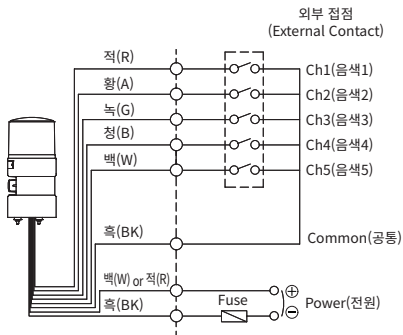 외부 접점
(External Contact)
적(R)
Ch1(음색1)
황(A)
Ch2(음색2)
녹(G)
Ch3(음색3)
청(B)
Ch4(음색4)
백(W)
Ch5(음색5)
흑(BK)
Common(공통)
백(W) or 적(R)
흑(BK)
Fuse
⊕
⊖
Power(전원)